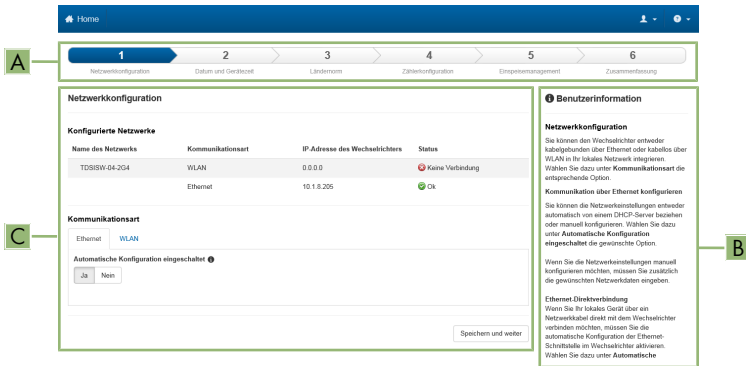 Home
A
1 2 3 4 5 6
Netzwerkkonfiguration Datum und Gerätezeit Ländernorm Zählerkonfiguration Einspeisemanagement Zusammenfassung
Netzwerkkonfiguration
Konfigurierte Netzwerke
Name des Netzwerks Kommunikationsart IP-Adresse des Wechselrichters Status
TDSISW-04-2G4 WLAN 0.0.0.0 Keine Verbindung
Ethernet 10.1.8.205 Ok
Kommunikationsart
C
Ethernet WLAN
Automatische Konfiguration eingeschaltet
Ja Nein
Speichern und weiter
Benutzerinformation
Netzwerkkonfiguration
Sie können den Wechselrichter entweder
kabelgebunden über Ethernet oder kabellos über
WLAN in Ihr lokales Netzwerk integrieren.
Wählen Sie dazu unter Kommunikationsart die
entsprechende Option.
Kommunikation über Ethernet konfigurieren
Sie können die Netzwerkeinstellungen entweder
automatisch von einem DHCP-Server beziehen
oder manuell konfigurieren. Wählen Sie dazu
unter Automatische Konfiguration
eingeschaltet die gewünschte Option.
B
Wenn Sie die Netzwerkeinstellungen manuell
konfigurieren möchten, müssen Sie zusätzlich
die gewünschten Netzwerkdaten eingeben.
Ethernet-Direktverbindung
Wenn Sie Ihr lokales Gerät über ein
Netzwerkkabel direkt mit dem Wechselrichter
verbinden möchten, müssen Sie die
automatische Konfiguration der Ethernet-
Schnittstelle im Wechselrichter aktivieren.
Wählen Sie dazu unter Automatische